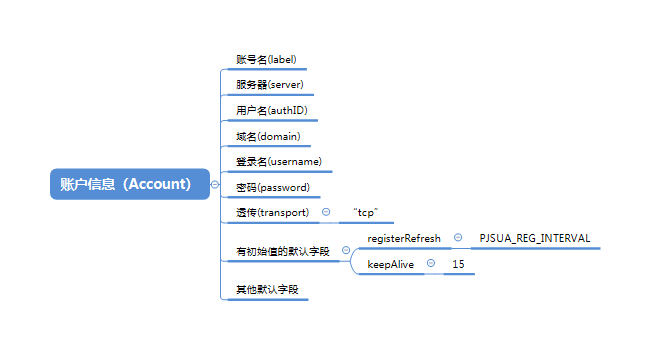 账号名(label)
服务器(server)
用户名(authID)
域名(domain)
登录名(username)
账户信息（Account）
密码(password)
透传(transport)
“tcp”
registerRefresh
PJSUA_REG_INTERVAL
有初始值的默认字段
keepAlive
15
其他默认字段